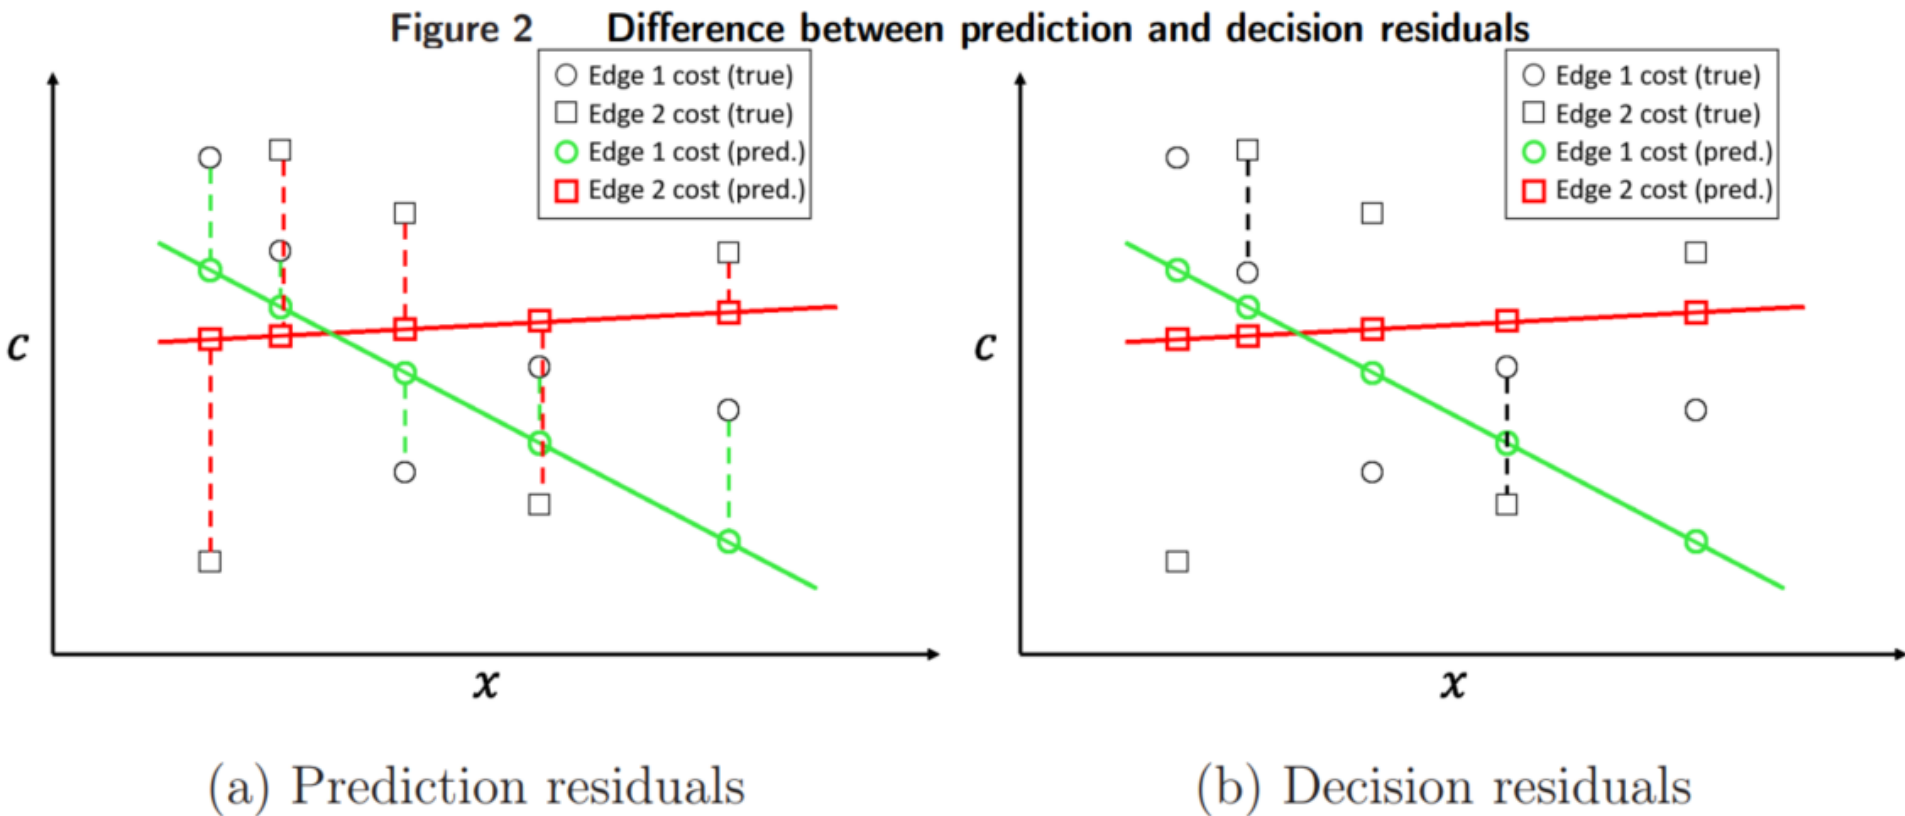 Figure 2 Difference between prediction and decision residuals
Edge 1 cost (true)
Edge 2 cost (true)
Edge 1 cost (pred.)
Edge 2 cost (pred.)
c
x
(a) Prediction residuals
Edge 1 cost (true)
Edge 2 cost (true)
Edge 1 cost (pred.)
Edge 2 cost (pred.)
c
x
(b) Decision residuals